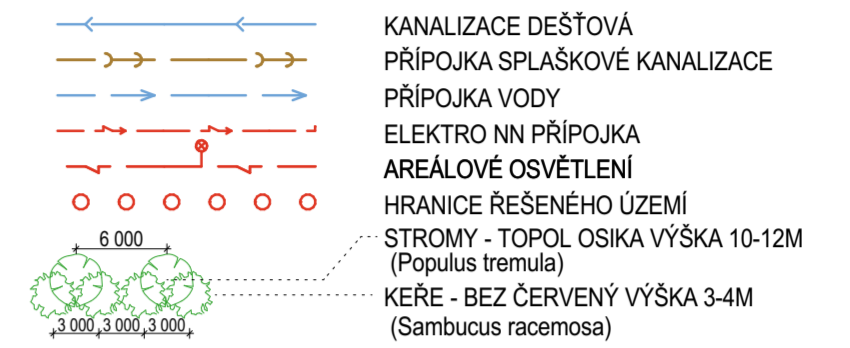 KANALIZACE DEŠŤOVÁ
PŘÍPOJKA SPLAŠKOVÉ KANALIZACE
PŘÍPOJKA VODY
ELEKTRO NN PŘÍPOJKA
AREÁLOVÉ OSVĚTLENÍ
HRANICE ŘEŠENÉHO ÚZEMÍ
6 000
STROMY - TOPOL OSIKA VÝŠKA 10-12M
(Populus tremula)
KEŘE - BEZ ČERVENÝ VÝŠKA 3-4M
3 000 3 000 3 000
(Sambucus racemosa)